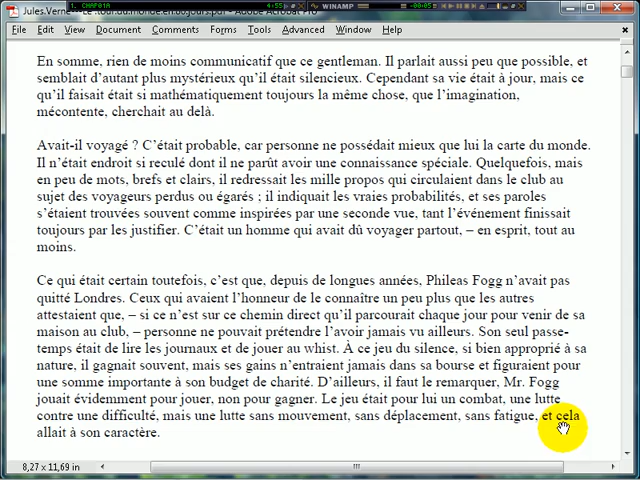 1. CHAP01A 4:55 WINAMP -00:05
File Edit View Document Comments Forms Tools Advanced Window Help
En somme, rien de moins communicatif que ce gentleman. Il parlait aussi peu que possible, et
semblait d’autant plus mystérieux qu’il était silencieux. Cependant sa vie était à jour, mais ce
qu’il faisait était si mathématiquement toujours la même chose, que l’imagination,
mécontente, cherchait au delà.
Avait-il voyagé ? C’était probable, car personne ne possédait mieux que lui la carte du monde.
Il n’était endroit si reculé dont il ne parût avoir une connaissance spéciale. Quelquefois, mais
en peu de mots, brefs et clairs, il redressait les mille propos qui circulaient dans le club au
sujet des voyageurs perdus ou égarés ; il indiquait les vraies probabilités, et ses paroles
s’étaient trouvées souvent comme inspirées par une seconde vue, tant l’événement finissait
toujours par les justifier. C’était un homme qui avait dû voyager partout, – en esprit, tout au
moins.
Ce qui était certain toutefois, c’est que, depuis de longues années, Phileas Fogg n’avait pas
quitté Londres. Ceux qui avaient l’honneur de le connaître un peu plus que les autres
attestaient que, – si ce n’est sur ce chemin direct qu’il parcourait chaque jour pour venir de sa
maison au club, – personne ne pouvait prétendre l’avoir jamais vu ailleurs. Son seul passe-
temps était de lire les journaux et de jouer au whist. À ce jeu du silence, si bien approprié à sa
nature, il gagnait souvent, mais ses gains n’entraient jamais dans sa bourse et figuraient pour
une somme importante à son budget de charité. D’ailleurs, il faut le remarquer, Mr. Fogg
jouait évidemment pour jouer, non pour gagner. Le jeu était pour lui un combat, une lutte
contre une difficulté, mais une lutte sans mouvement, sans déplacement, sans fatigue, et cela
allait à son caractère.
8,27 x 11,69 in